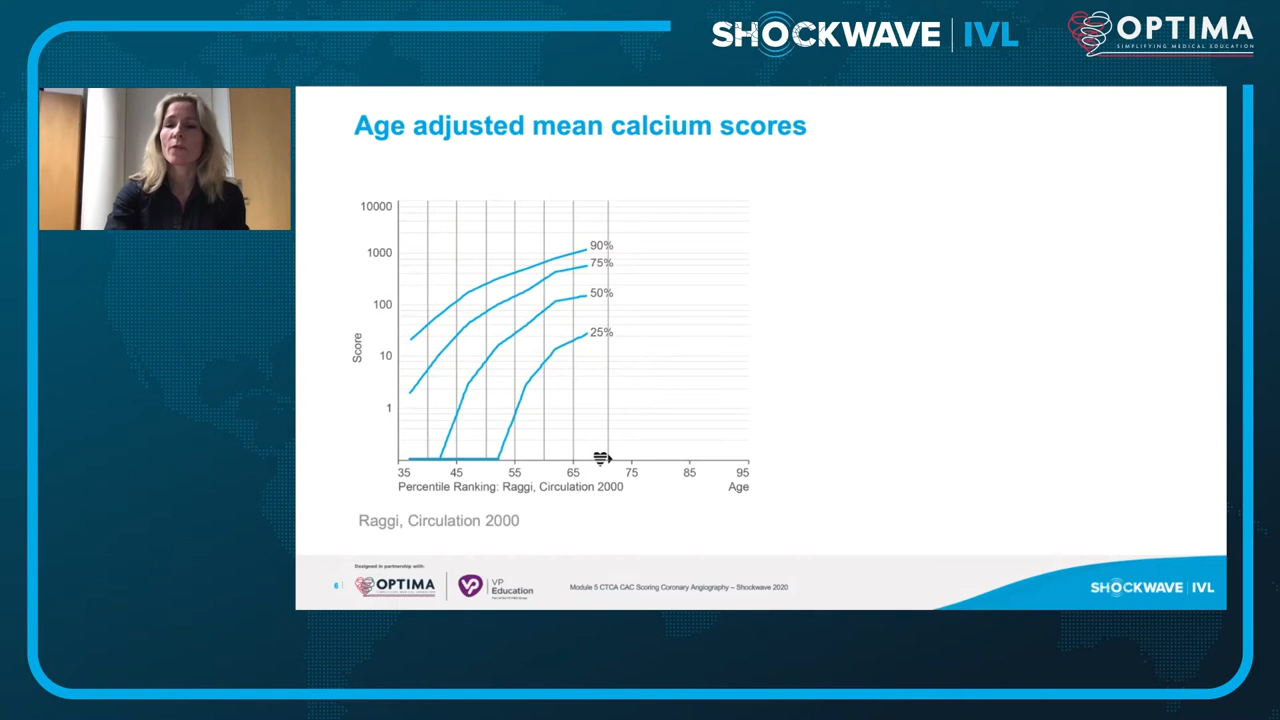 SHOCKWAVE IVL
OPTIMA
SIMPLIFYING MEDICAL EDUCATION
Age adjusted mean calcium scores
10000
1000
100
10
1
Score
90%
75%
50%
25%
35 45 55 65 75 85 95
Percentile Ranking: Raggi, Circulation 2000 Age
Raggi, Circulation 2000
Designed in partnership with:
6
OPTIMA
VP
Education
Module 5 CTCA CAC Scoring Coronary Angiography – Shockwave 2020
SHOCKWAVE IVL